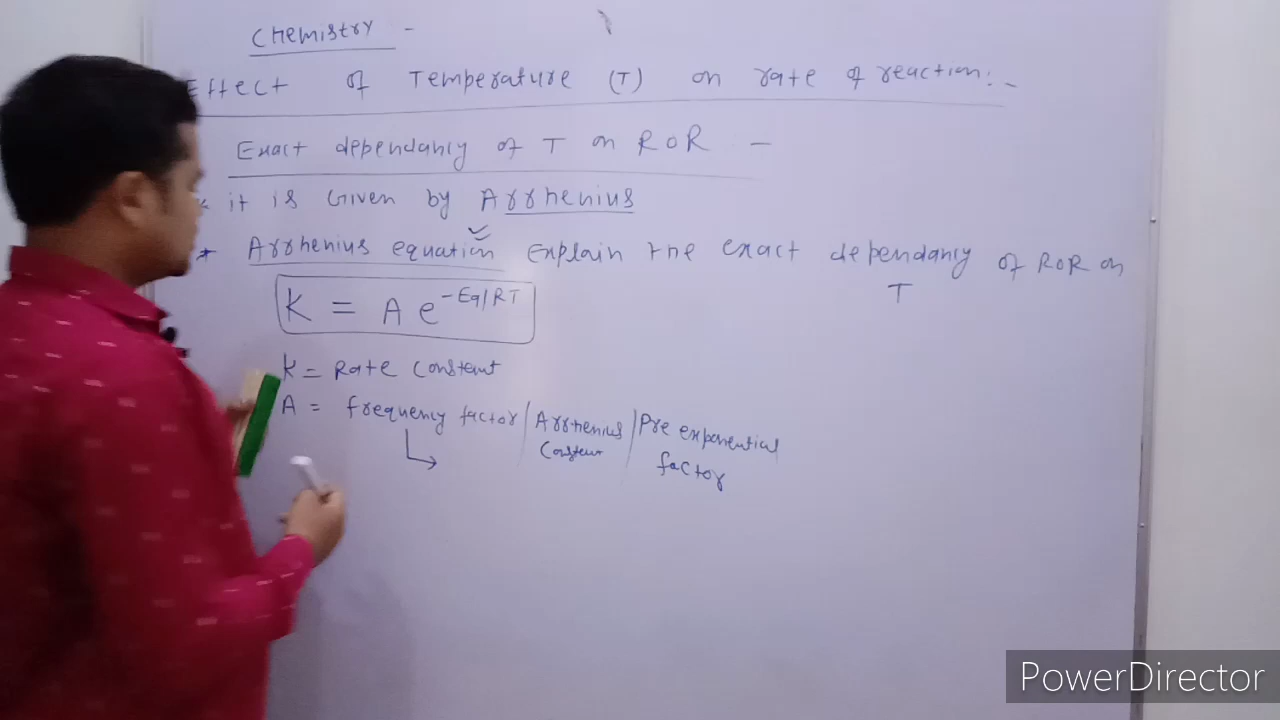 Chemistry -
Effect of Temperature (T) on rate of reaction :-
Exact dependancy of T on ROR -
it is Given by Arrhenius
* Arrhenius equation Explain the exact dependancy of ROR on
T
K = A e^-Ea/RT
K = Rate Constant
A = frequency factor / Arrhenius / Pre exponential
Constant factor
PowerDirector